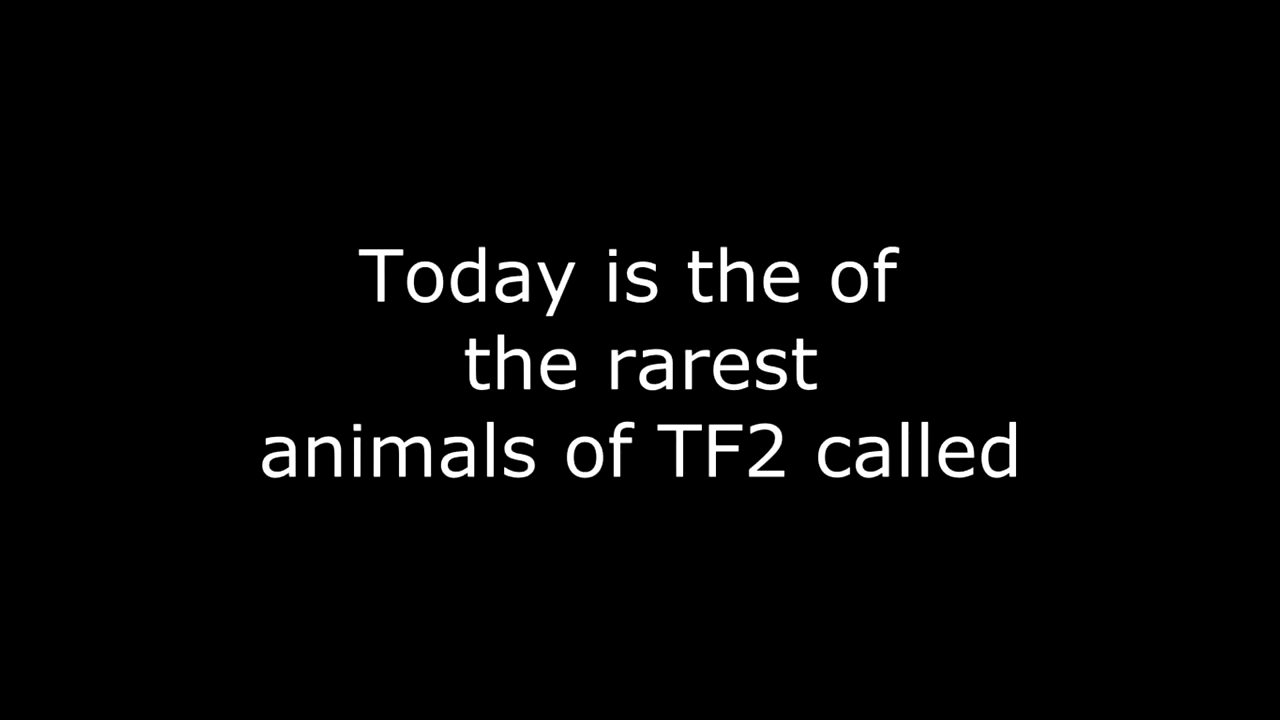 Today is the of
the rarest
animals of TF2 called